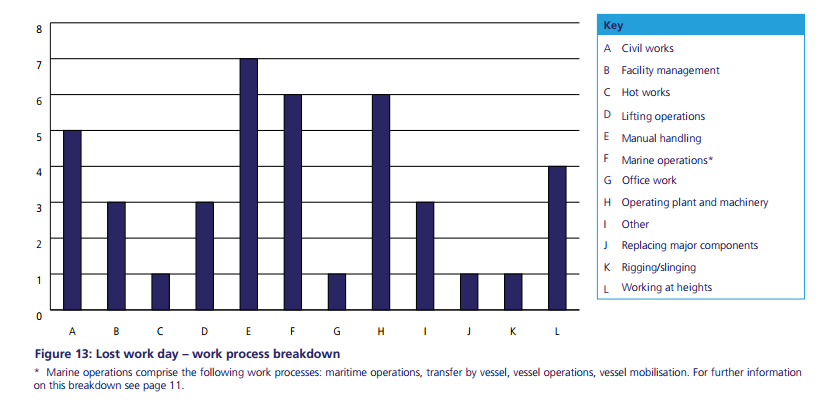 8
7
6
5
4
3
2
1
0
A B C D E F G H I J K L
Key
A Civil works
B Facility management
C Hot works
D Lifting operations
E Manual handling
F Marine operations*
G Office work
H Operating plant and machinery
I Other
J Replacing major components
K Rigging/slinging
L Working at heights
Figure 13: Lost work day – work process breakdown
* Marine operations comprise the following work processes: maritime operations, transfer by vessel, vessel operations, vessel mobilisation. For further information
on this breakdown see page 11.